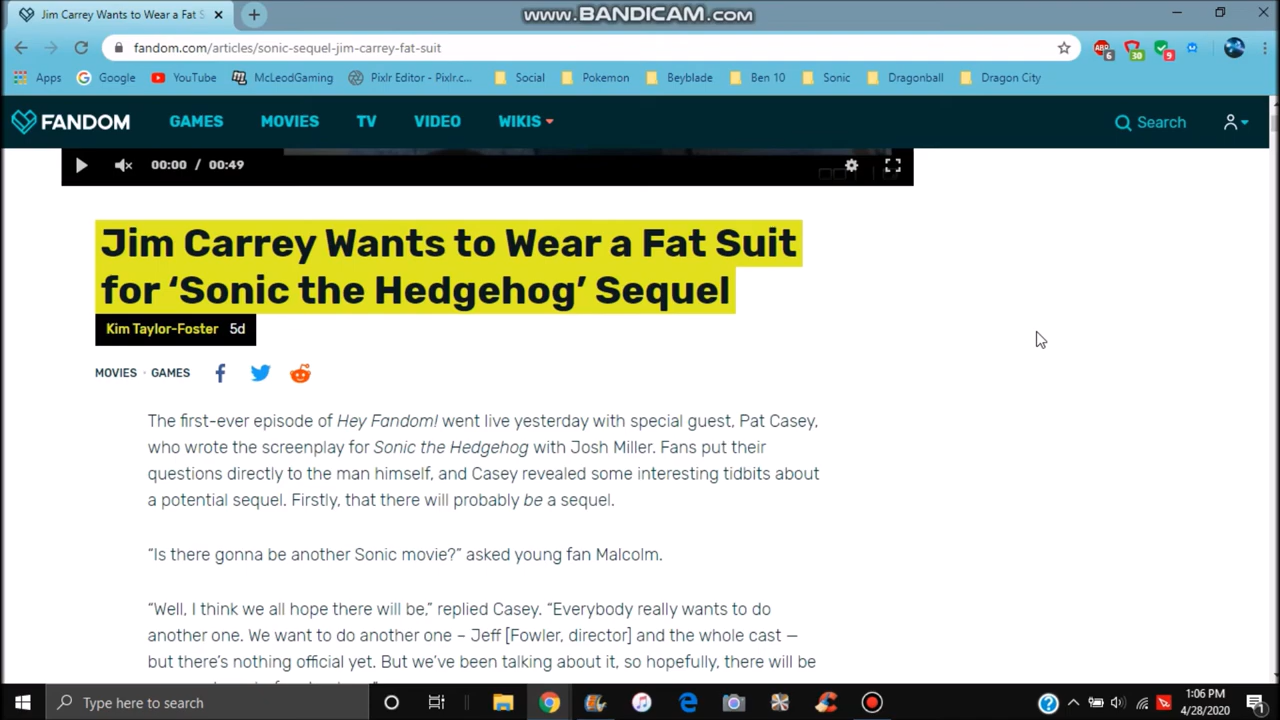 Jim Carrey Wants to Wear a Fat S
www.BANDICAM.com
fandom.com/articles/sonic-sequel-jim-carrey-fat-suit
6
30
9
Apps Google YouTube McLeodGaming Pixlr Editor - Pixlr.c... Social Pokemon Beyblade Ben 10 Sonic Dragonball Dragon City
FANDOM GAMES MOVIES TV VIDEO WIKIS Search
00:00 / 00:49
Jim Carrey Wants to Wear a Fat Suit
for ‘Sonic the Hedgehog’ Sequel
Kim Taylor-Foster 5d
MOVIES · GAMES
The first-ever episode of Hey Fandom! went live yesterday with special guest, Pat Casey,
who wrote the screenplay for Sonic the Hedgehog with Josh Miller. Fans put their
questions directly to the man himself, and Casey revealed some interesting tidbits about
a potential sequel. Firstly, that there will probably be a sequel.
“Is there gonna be another Sonic movie?” asked young fan Malcolm.
“Well, I think we all hope there will be,” replied Casey. “Everybody really wants to do
another one. We want to do another one – Jeff [Fowler, director] and the whole cast —
but there’s nothing official yet. But we’ve been talking about it, so hopefully, there will be
Type here to search
1:06 PM
4/28/2020
1